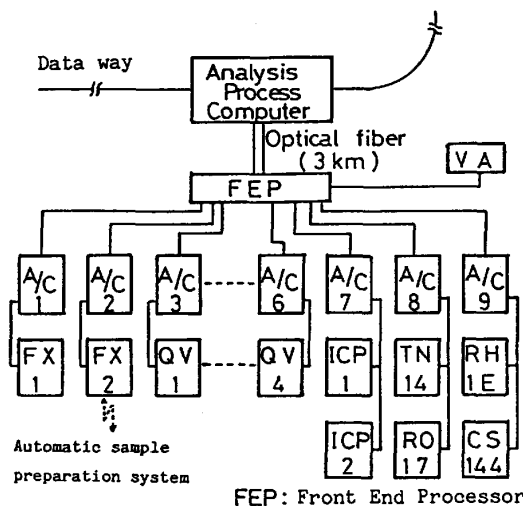 Data way
Analysis
Process
Computer
Optical fiber
(3km)
FEP
VA
A/C
1
A/C
2
A/C
3
A/C
6
A/C
7
A/C
8
A/C
9
FX
1
FX
2
QV
1
QV
4
ICP
1
TN
14
RH
1E
Automatic sample
preparation system
ICP
2
RO
17
CS
144
FEP: Front End Processor